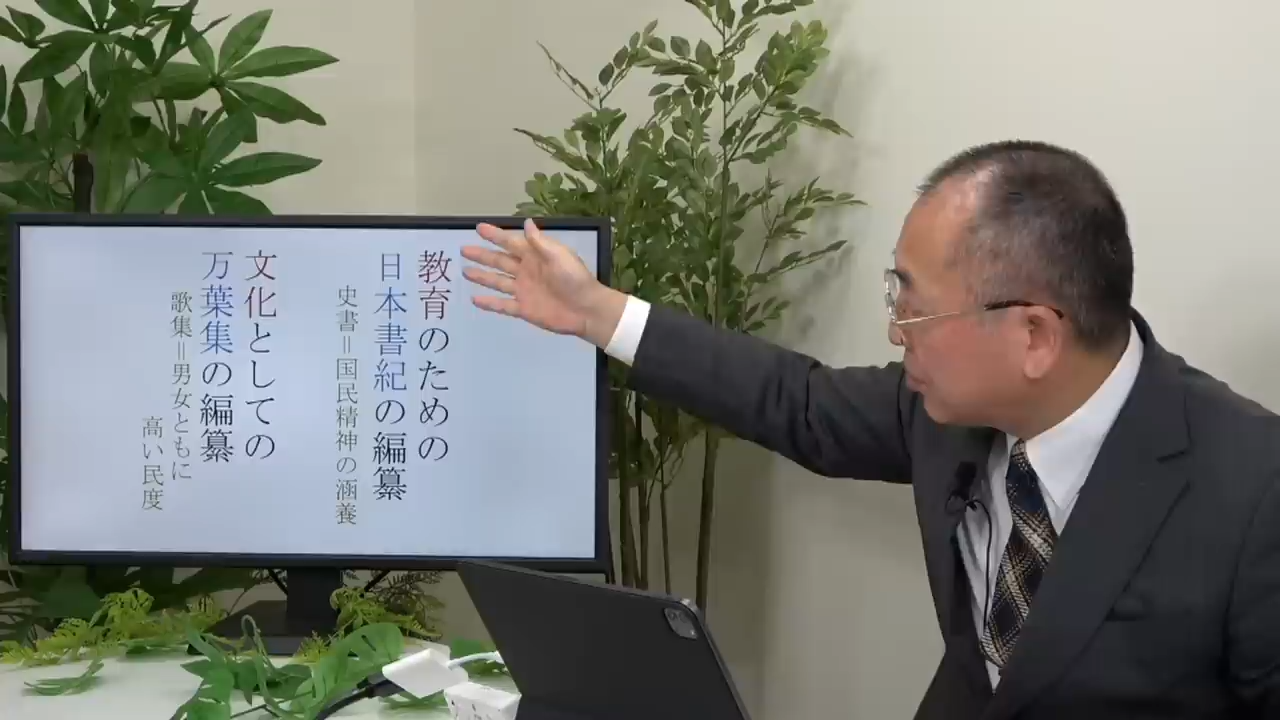 教育のための
日本書紀の編纂
史書=国民精神の涵養
文化としての
万葉集の編纂
歌集=男女ともに
高い民度